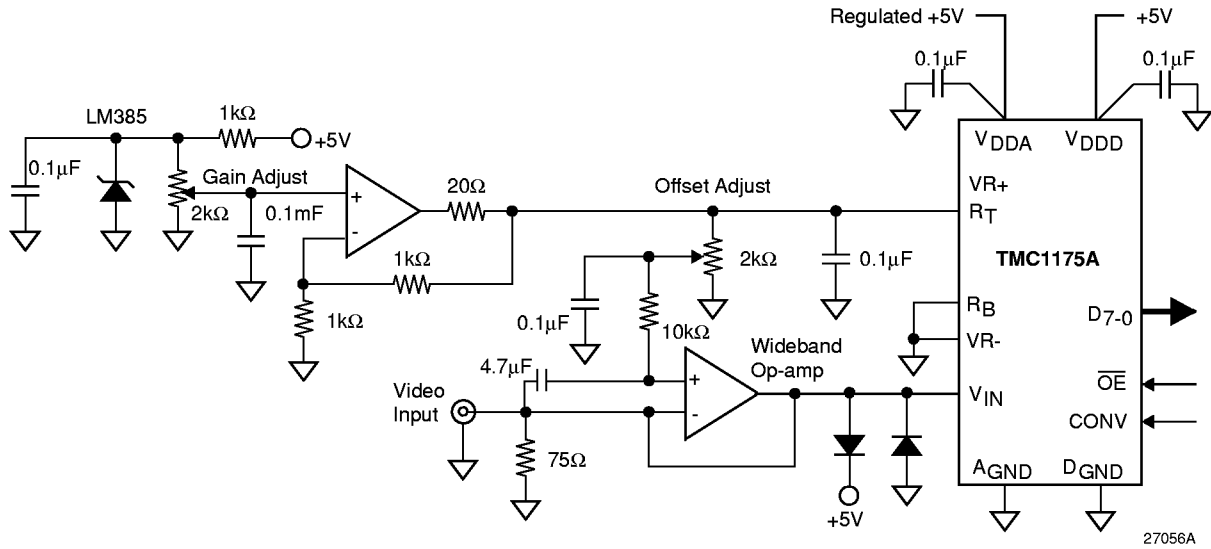 Regulated +5V
+5V
0.1µF
0.1µF
LM385
1kΩ
+5V
0.1µF
Gain Adjust
2kΩ
0.1mF
+
-
20Ω
1kΩ
1kΩ
Offset Adjust
2kΩ
0.1µF
0.1µF
10kΩ
4.7µF
Wideband
Op-amp
+
-
Video
Input
75Ω
+5V
VDDA
VDDD
VR+
RT
TMC1175A
RB
D7-0
VR-
OE
VIN
CONV
AGND
DGND
27056A